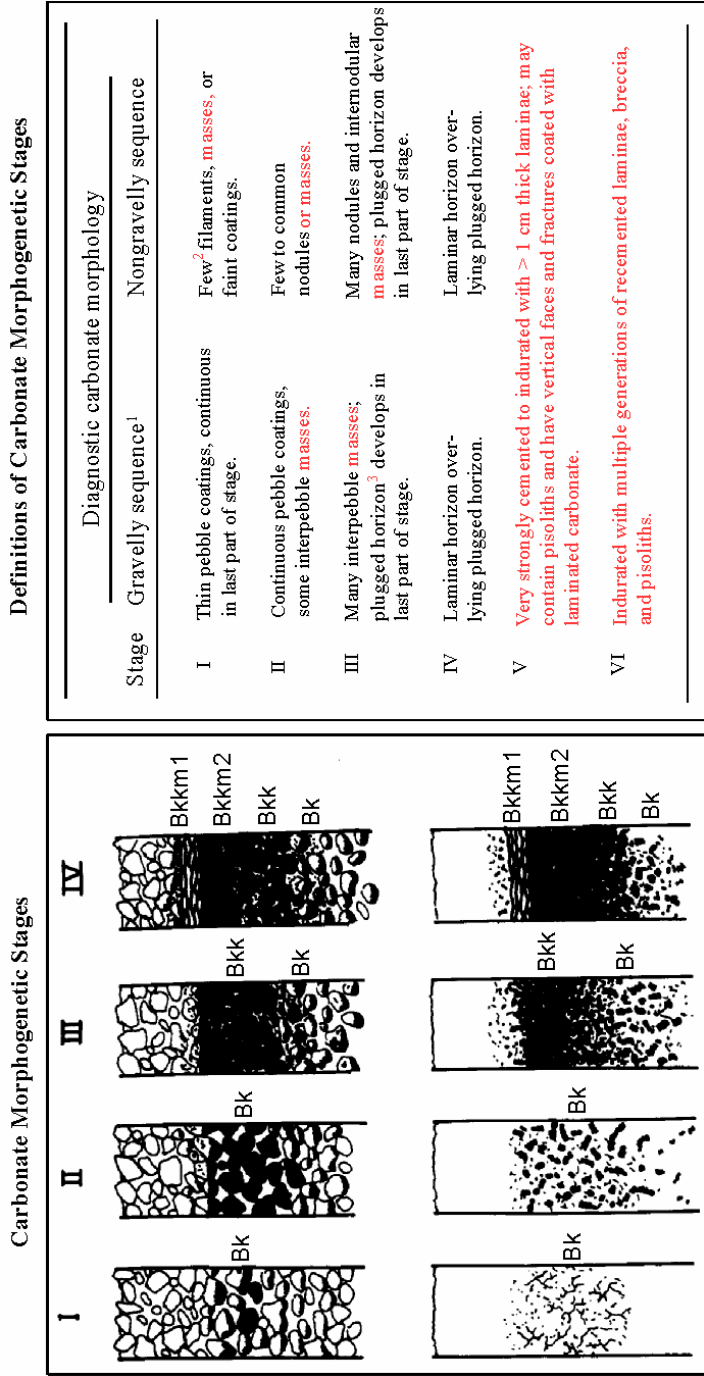 Carbonate Morphogenetic Stages
I II III IV
Bk
Bk
Bkk
Bk
Bkkm1
Bkkm2
Bkk
Bk
Bk
Bk
Bkk
Bk
Bkkm1
Bkkm2
Bkk
Bk
Definitions of Carbonate Morphogenetic Stages
Diagnostic carbonate morphology
Stage Gravelly sequence¹ Nongravelly sequence
I
Thin pebble coatings, continuous
in last part of stage.
Few² filaments, masses, or
faint coatings.
II
Continuous pebble coatings,
some interpebble masses.
Few to common
nodules or masses.
III
Many interpebble masses;
plugged horizon³ develops in
last part of stage.
Many nodules and internodular
masses; plugged horizon develops
in last part of stage.
IV
Laminar horizon over-
lying plugged horizon.
Laminar horizon over-
lying plugged horizon.
V
Very strongly cemented to indurated with > 1 cm thick laminae; may
contain pisoliths and have vertical faces and fractures coated with
laminated carbonate.
VI
Indurated with multiple generations of recemented laminae, breccia,
and pisoliths.